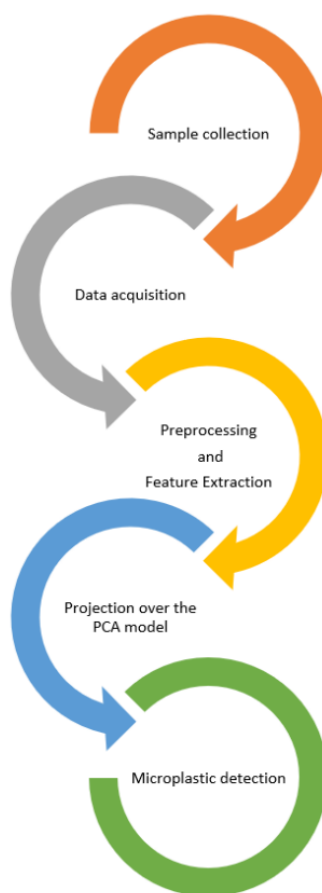 Sample collection
Data acquisition
Preprocessing
and
Feature Extraction
Projection over the
PCA model
Microplastic detection